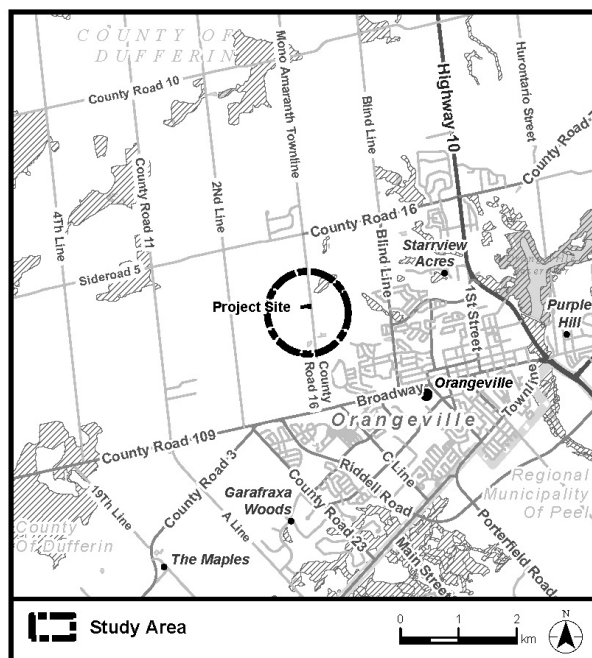 COUNTY OF
DUFFERIN
County Road 10
Mono Amaranth Townline
Highway 10
Hurontario Street
Blind Line
County Road 11
2Nd Line
4Th Line
County Road 16
Starrview
Acres
Sideroad 5
Blind Line
1St Street
Project Site
Purple
Hill
County
Road 16
Broadway
Orangeville
Townline
Orangeville
County Road 109
County Road 3
C Line
Riddell Road
Regional
Municipality
Of Peel
19Th Line
A Line
Garafraxa
Woods
County Road 23
County
Of Dufferin
Main Street
Porterfield Road
The Maples
Study Area
0 1 2
km
N